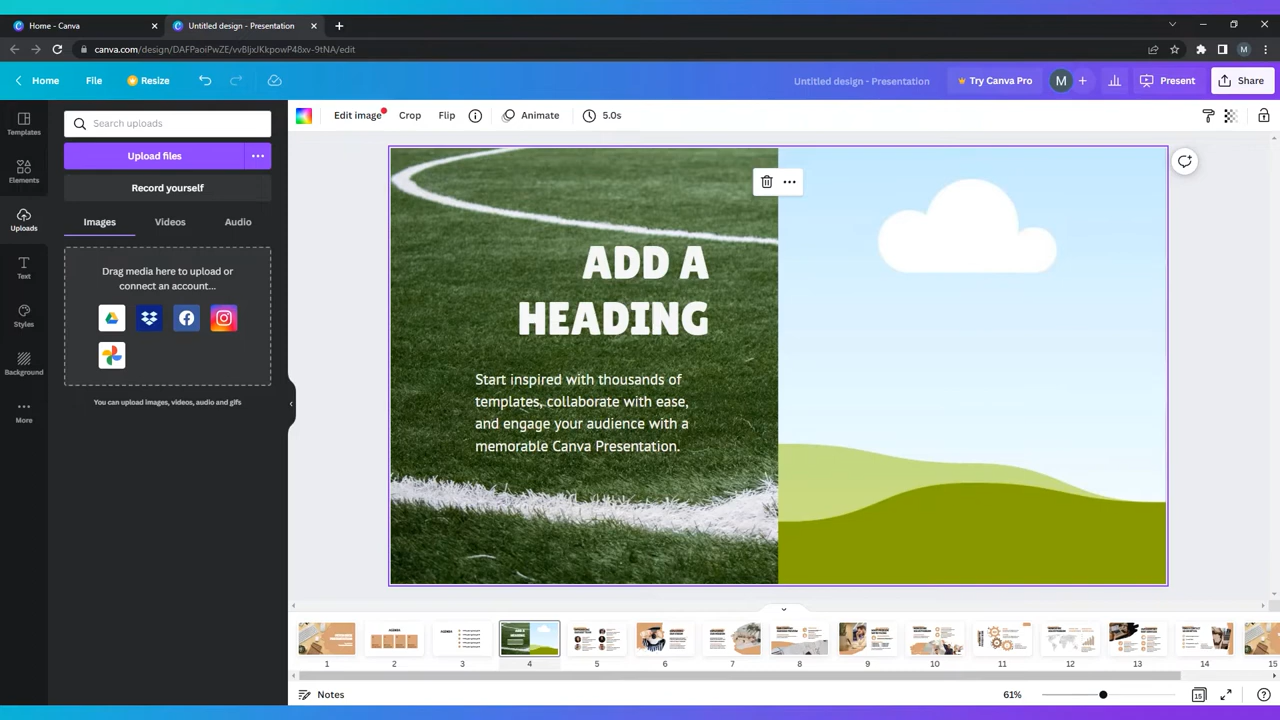 Home - Canva
Untitled design - Presentation
canva.com/design/DAFPaoiPwZE/vvBIjxJKkpowP48xv-9tNA/edit
M
Home
File
Resize
Untitled design - Presentation
Try Canva Pro
M
Present
Share
Templates
Elements
Uploads
Text
Styles
Background
More
Search uploads
Upload files
Record yourself
Images
Videos
Audio
Drag media here to upload or
connect an account...
You can upload images, videos, audio and gifs
Edit image
Crop
Flip
Animate
5.0s
ADD A
HEADING
Start inspired with thousands of
templates, collaborate with ease,
and engage your audience with a
memorable Canva Presentation.
AGENDA
AGENDA
ADD A
HEADING
1
2
3
4
5
6
7
8
9
10
11
12
13
14
15
Notes
61%
15